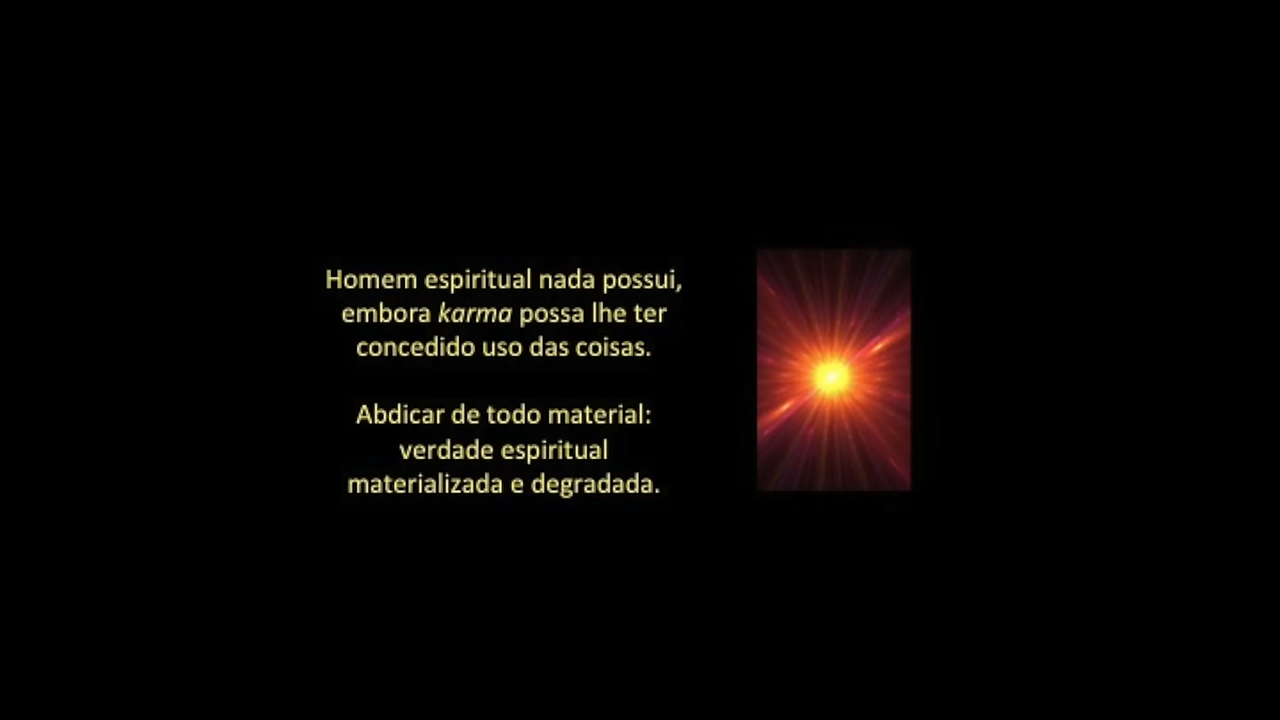 Homem espiritual nada possui,
embora karma possa lhe ter
concedido uso das coisas.
Abdicar de todo material:
verdade espiritual
materializada e degradada.